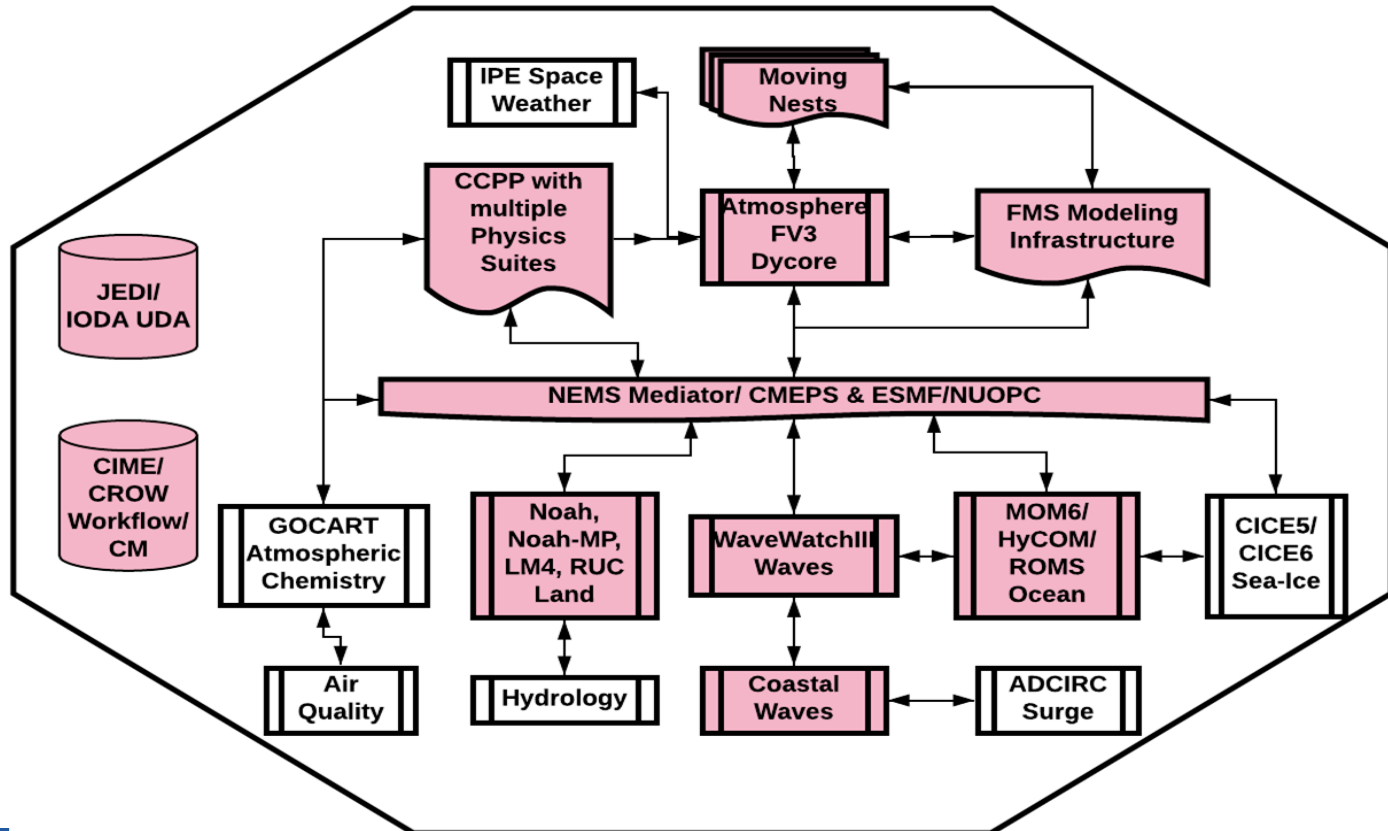 IPE Space
Weather
Moving
Nests
CCPP with
multiple
Physics
Suites
Atmosphere
FV3
Dycore
FMS Modeling
Infrastructure
JEDI/
IODA UDA
NEMS Mediator/ CMEPS & ESMF/NUOPC
CIME/
CROW
Workflow/
CM
GOCART
Atmospheric
Chemistry
Noah,
Noah-MP,
LM4, RUC
Land
WaveWatchIII
Waves
MOM6/
HyCOM/
ROMS
Ocean
CICE5/
CICE6
Sea-Ice
Air
Quality
Hydrology
Coastal
Waves
ADCIRC
Surge